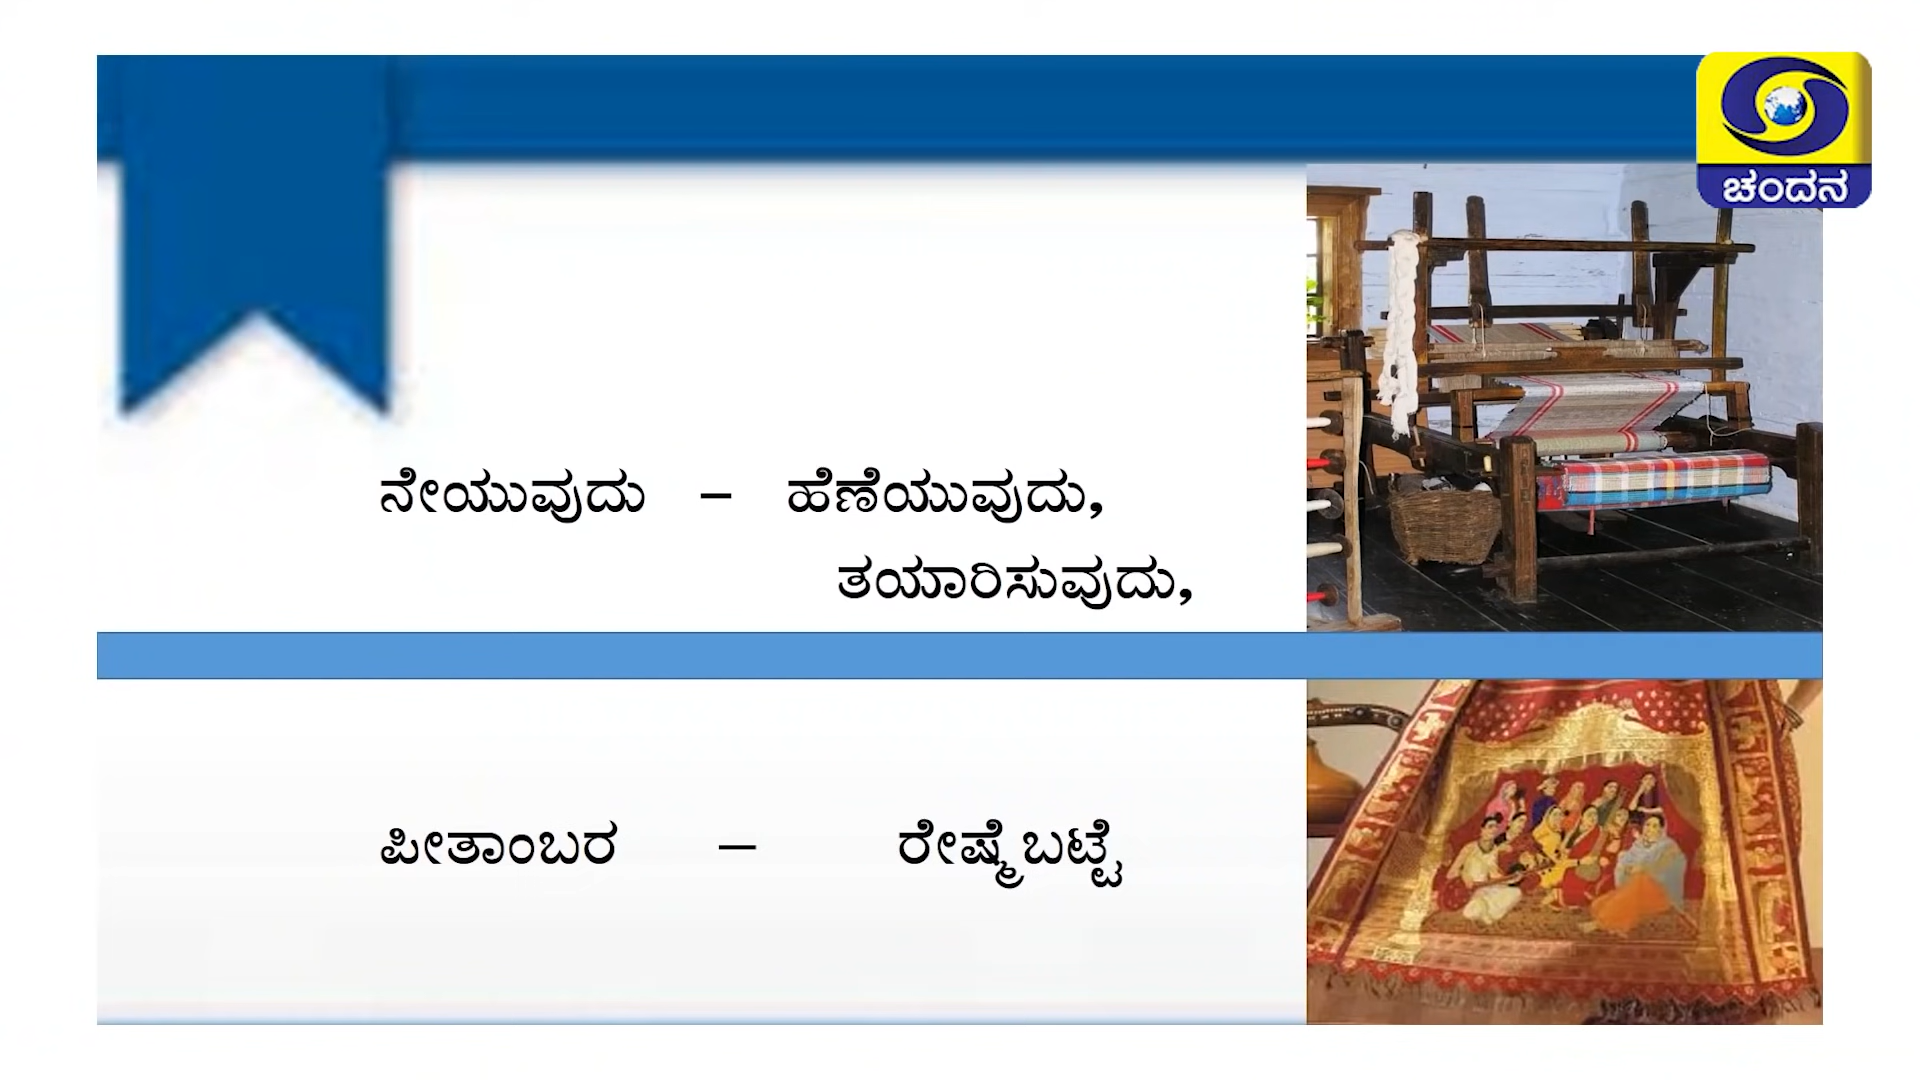 ಚಂದನ
ನೇಯುವುದು – ಹೆಣೆಯುವುದು,
ತಯಾರಿಸುವುದು,
ಪೀತಾಂಬರ – ರೇಷ್ಮೆ ಬಟ್ಟೆ